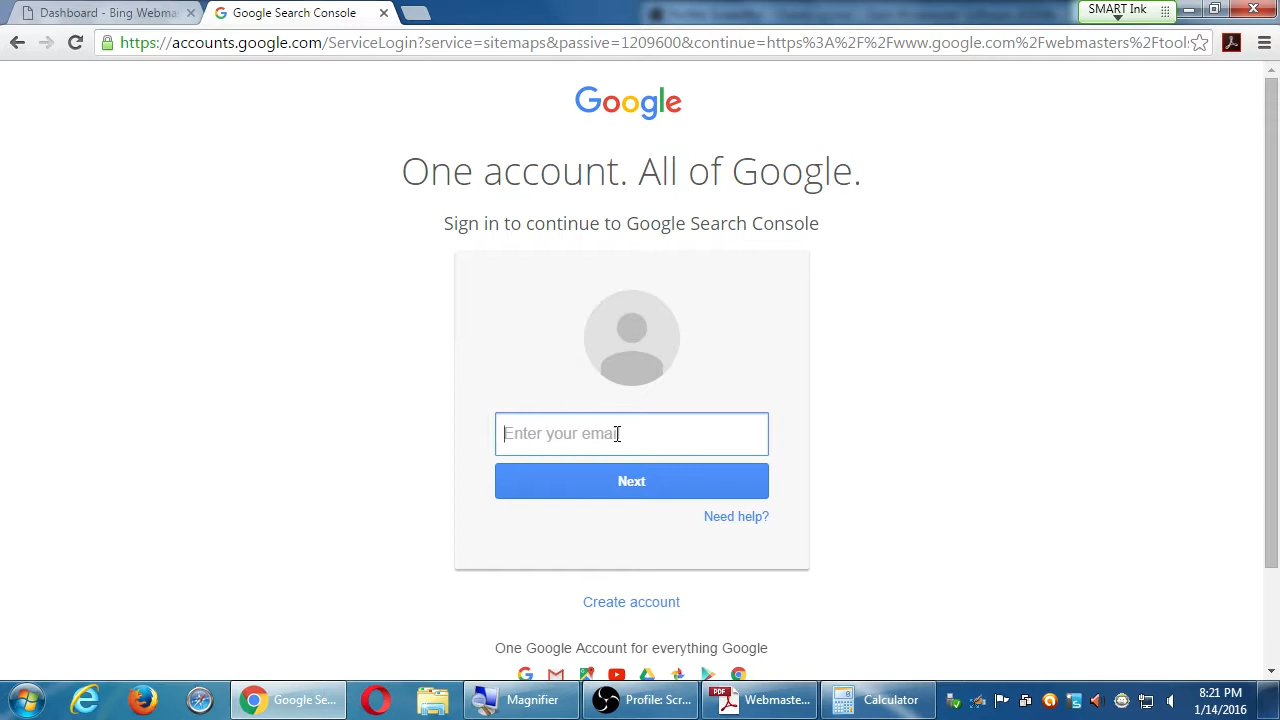 Dashboard - Bing Webma
Google Search Console
SMART Ink
https://accounts.google.com/ServiceLogin?service=sitemaps&passive=1209600&continue=https%3A%2F%2Fwww.google.com%2Fwebmasters%2Ftool
Google
One account. All of Google.
Sign in to continue to Google Search Console
Enter your email
Next
Need help?
Create account
One Google Account for everything Google
Google Se...
Magnifier
Profile: Scr...
PDF
Webmaste...
Calculator
8:21 PM
1/14/2016